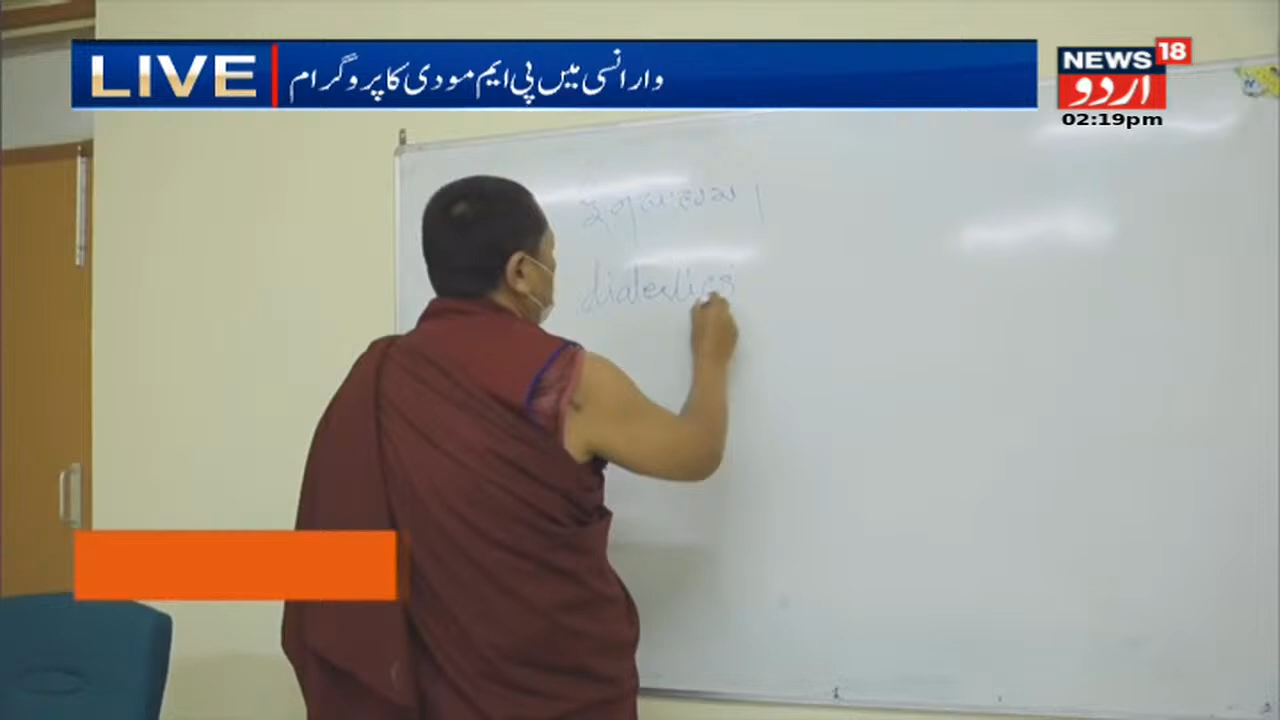 LIVE
وارانسی میں پی ایم مودی کا پروگرام
NEWS 18
اردو
02:19pm
dialectics